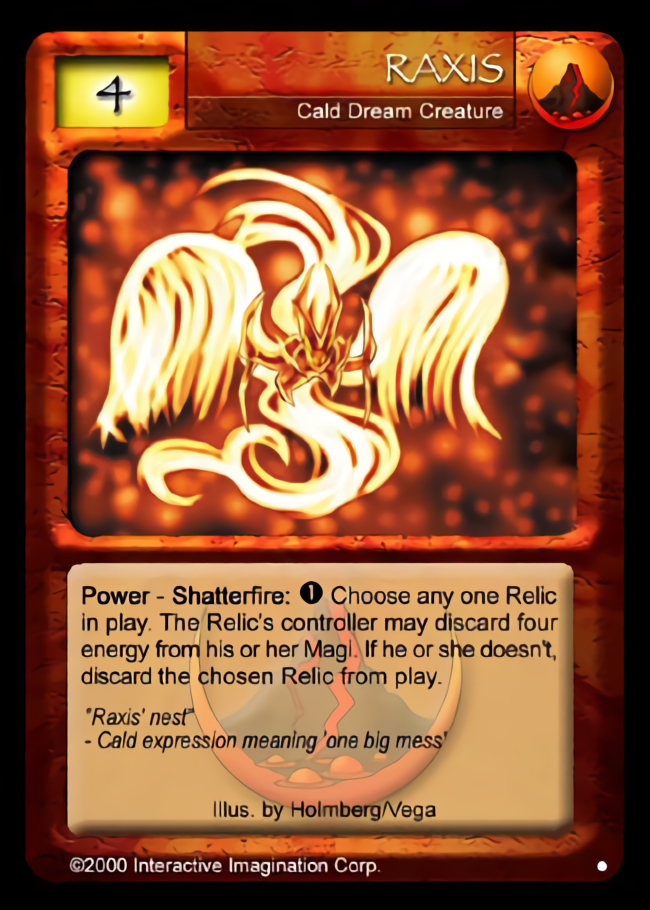 4
RAXIS
Cald Dream Creature
Power - Shatterfire: ❶ Choose any one Relic
in play. The Relic's controller may discard four
energy from his or her Magi. If he or she doesn't,
discard the chosen Relic from play.
"Raxis' nest"
- Cald expression meaning 'one big mess'
Illus. by Holmberg/Vega
©2000 Interactive Imagination Corp.